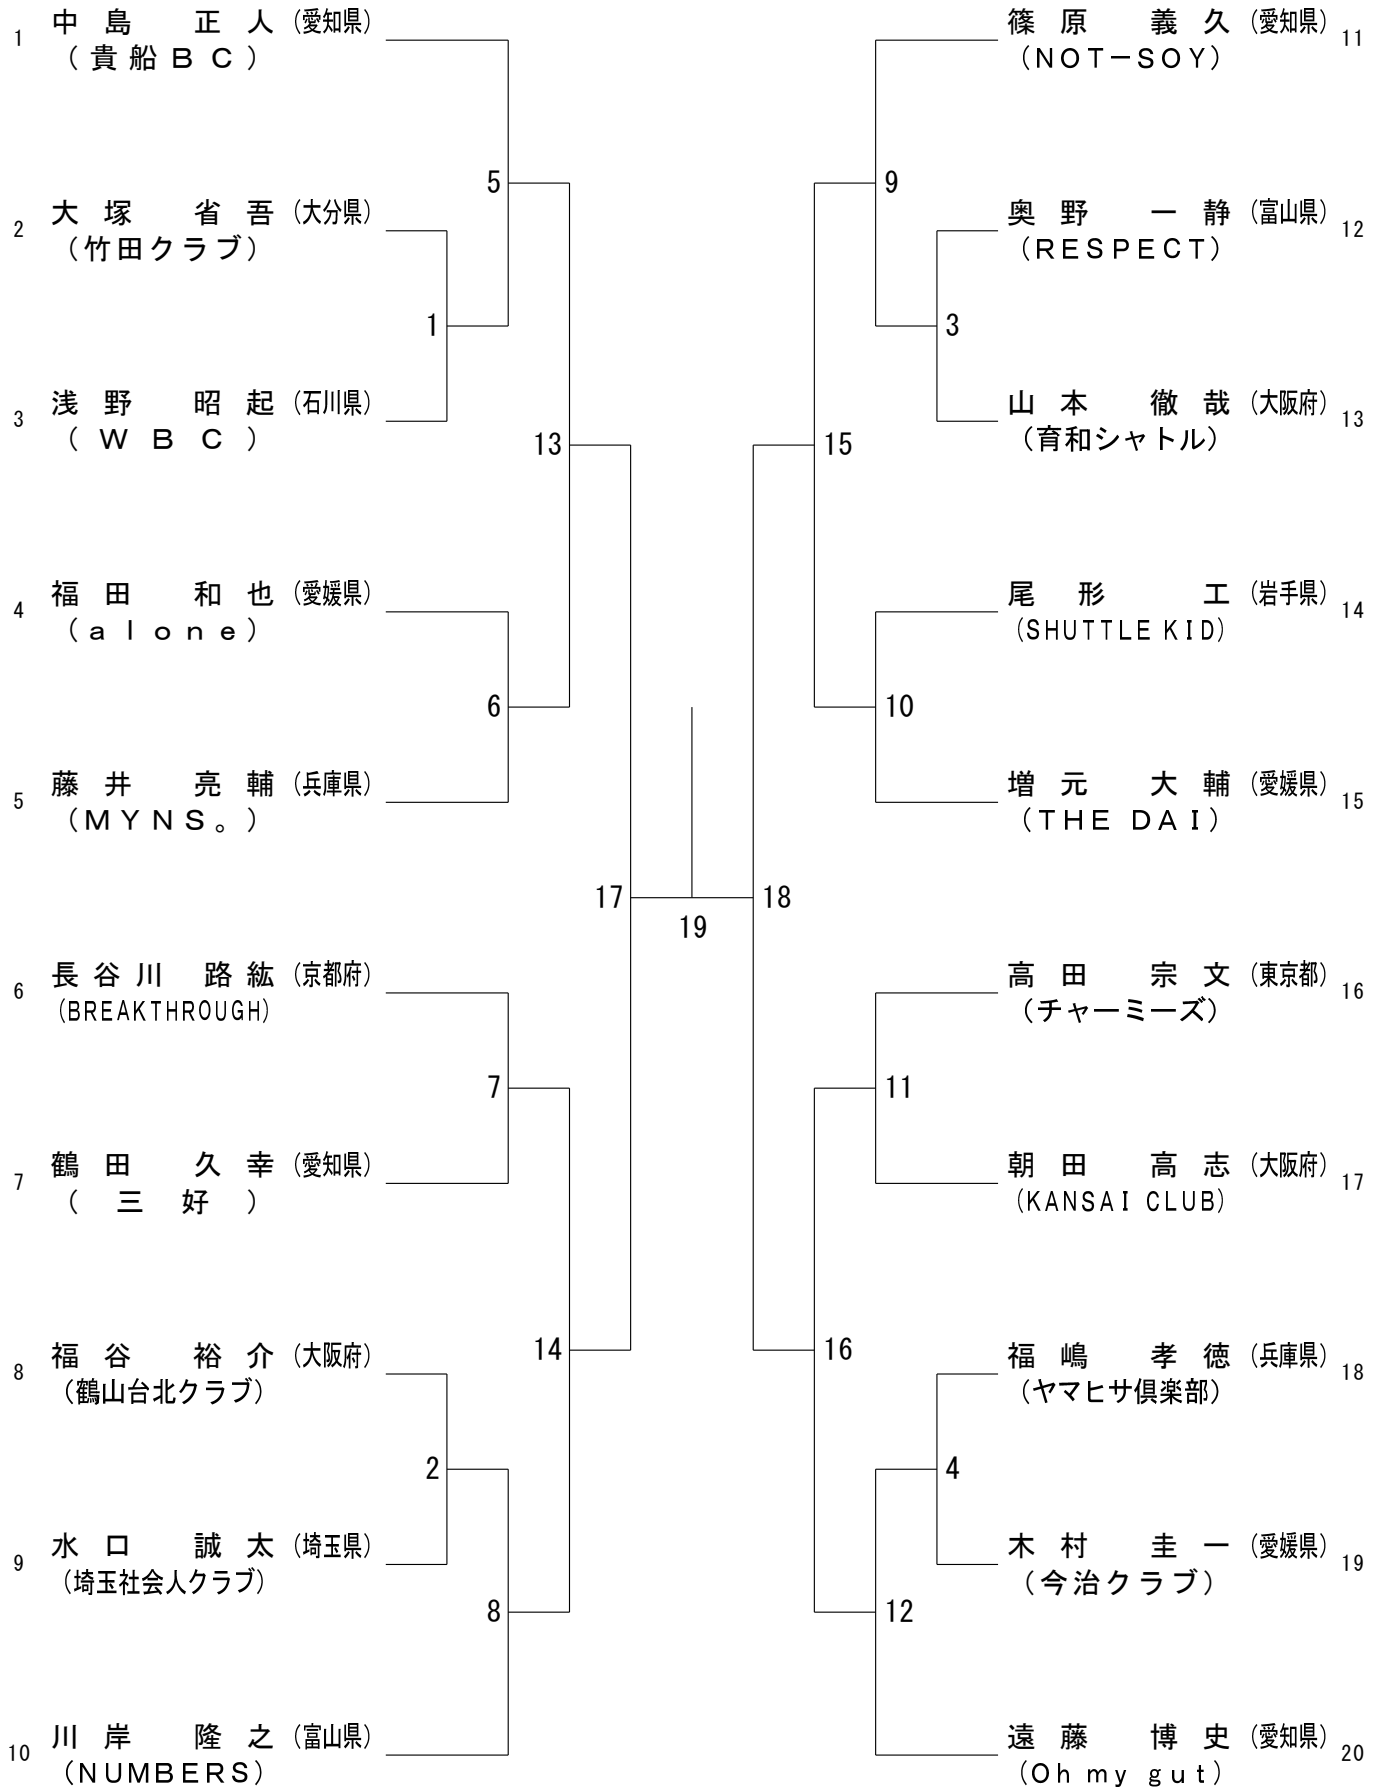 1 中島 正人 (愛知県)
(貴船ＢＣ)
5
2 大塚 省吾 (大分県)
(竹田クラブ)
1
3 浅野 昭起 (石川県)
(ＷＢＣ)
13
4 福田 和也 (愛媛県)
(ａｌｏｎｅ)
6
5 藤井 亮輔 (兵庫県)
(ＭＹＮＳ。)
17
6 長谷川 路紘 (京都府)
(BREAKTHROUGH)
7
7 鶴田 久幸 (愛知県)
(三好)
14
8 福谷 裕介 (大阪府)
(鶴山台北クラブ)
2
9 水口 誠太 (埼玉県)
(埼玉社会人クラブ)
8
10 川岸 隆之 (富山県)
(NUMBERS)
19
篠原 義久 (愛知県) 11
(NOT－SOY)
9
奥野 一静 (富山県) 12
(RESPECT)
3
山本 徹哉 (大阪府) 13
(育和シャトル)
15
尾形 工 (岩手県) 14
(SHUTTLE KID)
10
増元 大輔 (愛媛県) 15
(THE DAI)
18
高田 宗文 (東京都) 16
(チャーミーズ)
11
朝田 高志 (大阪府) 17
(KANSAI CLUB)
16
福嶋 孝徳 (兵庫県) 18
(ヤマヒサ倶楽部)
4
木村 圭一 (愛媛県) 19
(今治クラブ)
12
遠藤 博史 (愛知県) 20
(Oh my gut)